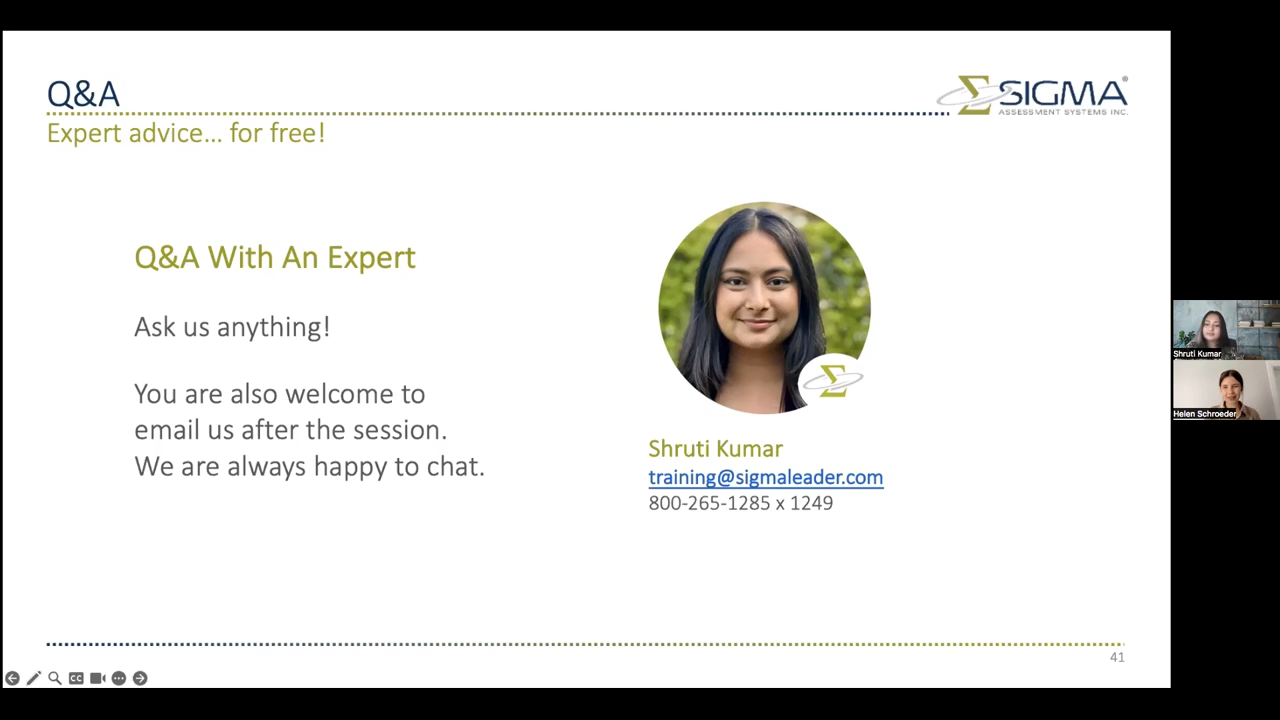 Q&A
Expert advice... for free!
SIGMA®
ASSESSMENT SYSTEMS INC.
Q&A With An Expert
Ask us anything!
You are also welcome to
email us after the session.
We are always happy to chat.
Shruti Kumar
training@sigmaleader.com
800-265-1285 x 1249
41
CC
Shruti Kumar
Helen Schroeder